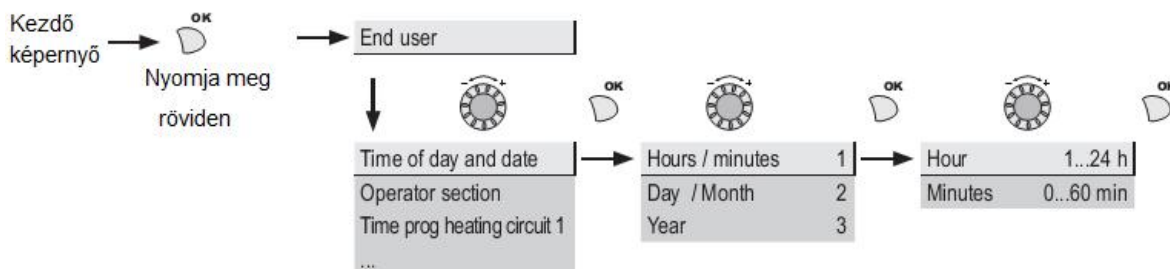 Kezdő
képernyő
OK
Nyomja meg
röviden
End user
- +
OK
- +
OK
- +
OK
Time of day and date
Operator section
Time prog heating circuit 1
...
Hours / minutes 1
Day / Month 2
Year 3
Hour 1...24 h
Minutes 0...60 min